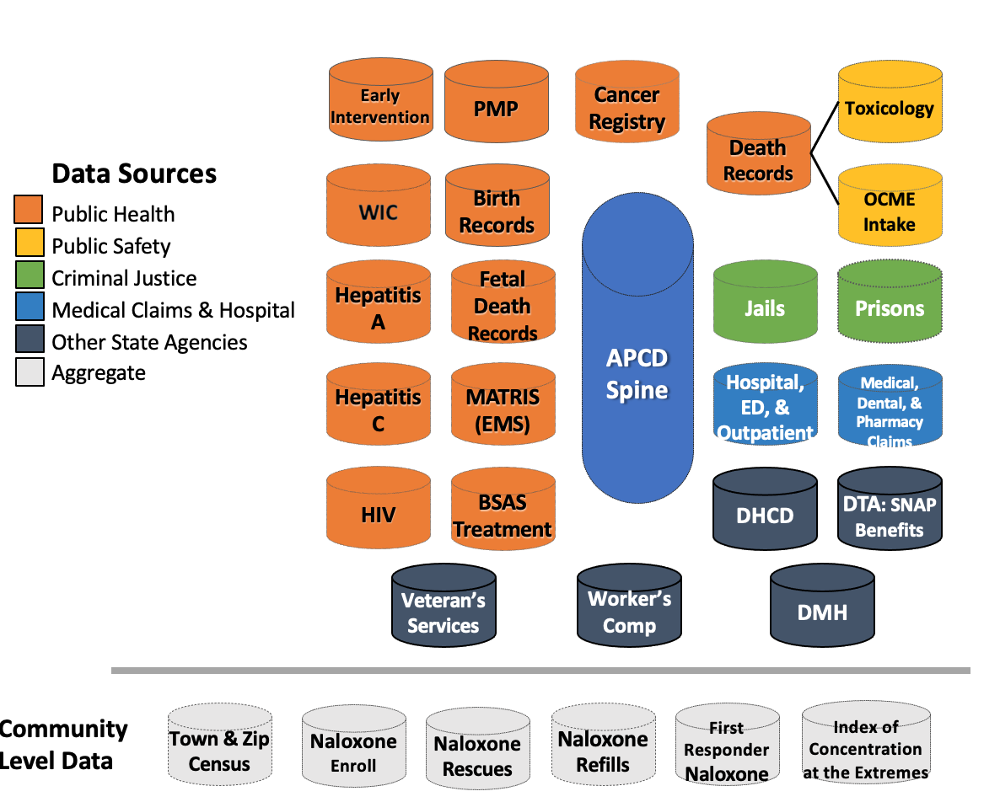 Early
Intervention
PMP
Cancer
Registry
Toxicology
Death
Records
Data Sources
Public Health
Public Safety
Criminal Justice
Medical Claims & Hospital
Other State Agencies
Aggregate
WIC
Birth
Records
OCME
Intake
Hepatitis
A
Fetal
Death
Records
APCD
Spine
Jails
Prisons
Hepatitis
C
MATRIS
(EMS)
Hospital,
ED, &
Outpatient
Medical,
Dental, &
Pharmacy
Claims
HIV
BSAS
Treatment
DHCD
DTA: SNAP
Benefits
Veteran’s
Services
Worker’s
Comp
DMH
Community
Level Data
Town & Zip
Census
Naloxone
Enroll
Naloxone
Rescues
Naloxone
Refills
First
Responder
Naloxone
Index of
Concentration
at the Extremes